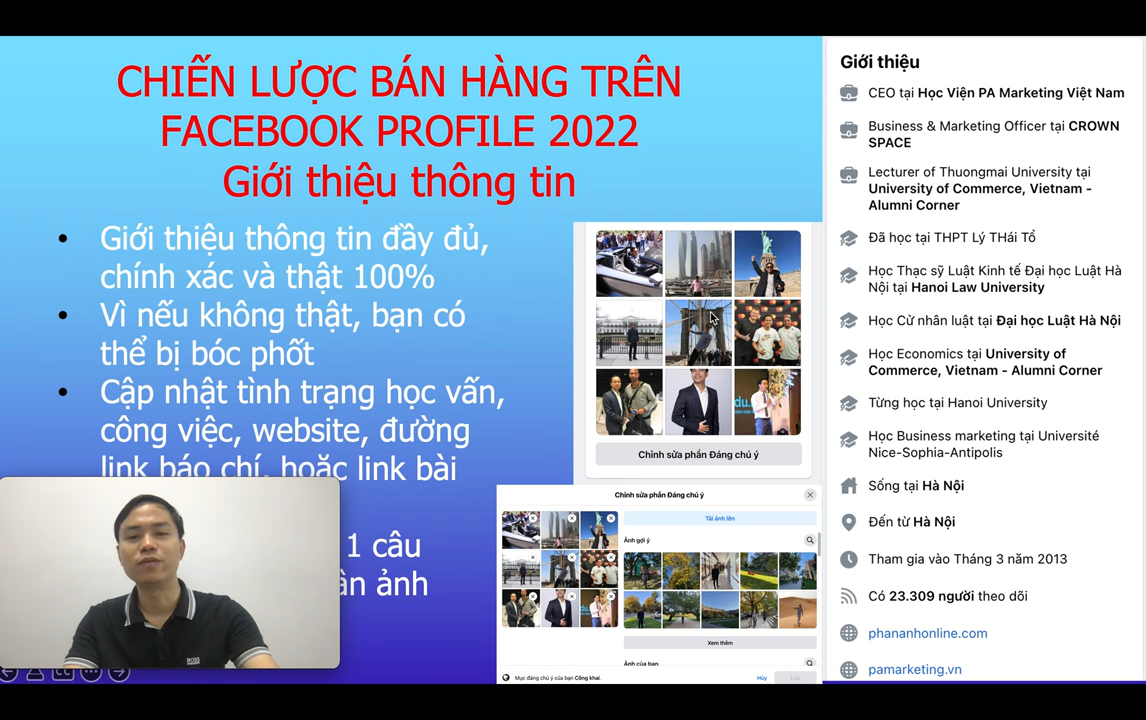 CHIẾN LƯỢC BÁN HÀNG TRÊN
FACEBOOK PROFILE 2022
Giới thiệu thông tin
• Giới thiệu thông tin đầy đủ,
chính xác và thật 100%
• Vì nếu không thật, bạn có
thể bị bóc phốt
• Cập nhật tình trạng học vấn,
công việc, website, đường
link báo chí, hoặc link bài
1 câu
ảnh
BOSS
Chỉnh sửa phần Đáng chú ý
Chỉnh sửa phần Đáng chú ý
Tải ảnh lên
Ảnh gợi ý
Xem thêm
Ảnh của bạn
Mục đáng chú ý của bạn Công khai.
Hủy
Lưu
Giới thiệu
CEO tại Học Viện PA Marketing Việt Nam
Business & Marketing Officer tại CROWN
SPACE
Lecturer of Thuongmai University tại
University of Commerce, Vietnam -
Alumni Corner
Đã học tại THPT Lý THái Tổ
Học Thạc sỹ Luật Kinh tế Đại học Luật Hà
Nội tại Hanoi Law University
Học Cử nhân luật tại Đại học Luật Hà Nội
Học Economics tại University of
Commerce, Vietnam - Alumni Corner
Từng học tại Hanoi University
Học Business marketing tại Université
Nice-Sophia-Antipolis
Sống tại Hà Nội
Đến từ Hà Nội
Tham gia vào Tháng 3 năm 2013
Có 23.309 người theo dõi
phananhonline.com
pamarketing.vn